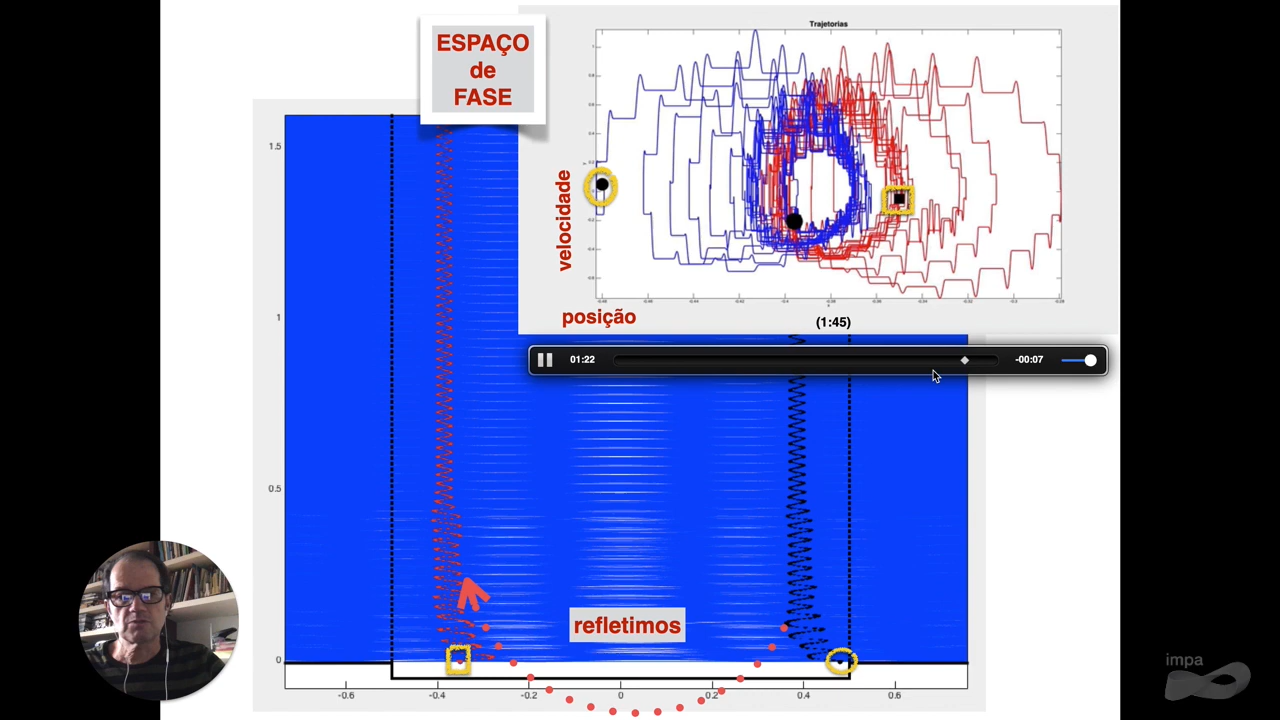 ESPAÇO
de
FASE
Trajetorias
velocidade
posição
(1:45)
01:22
-00:07
1.5
1
0.5
0
refletimos
-0.6
-0.4
-0.2
0
0.2
0.4
0.6
impa